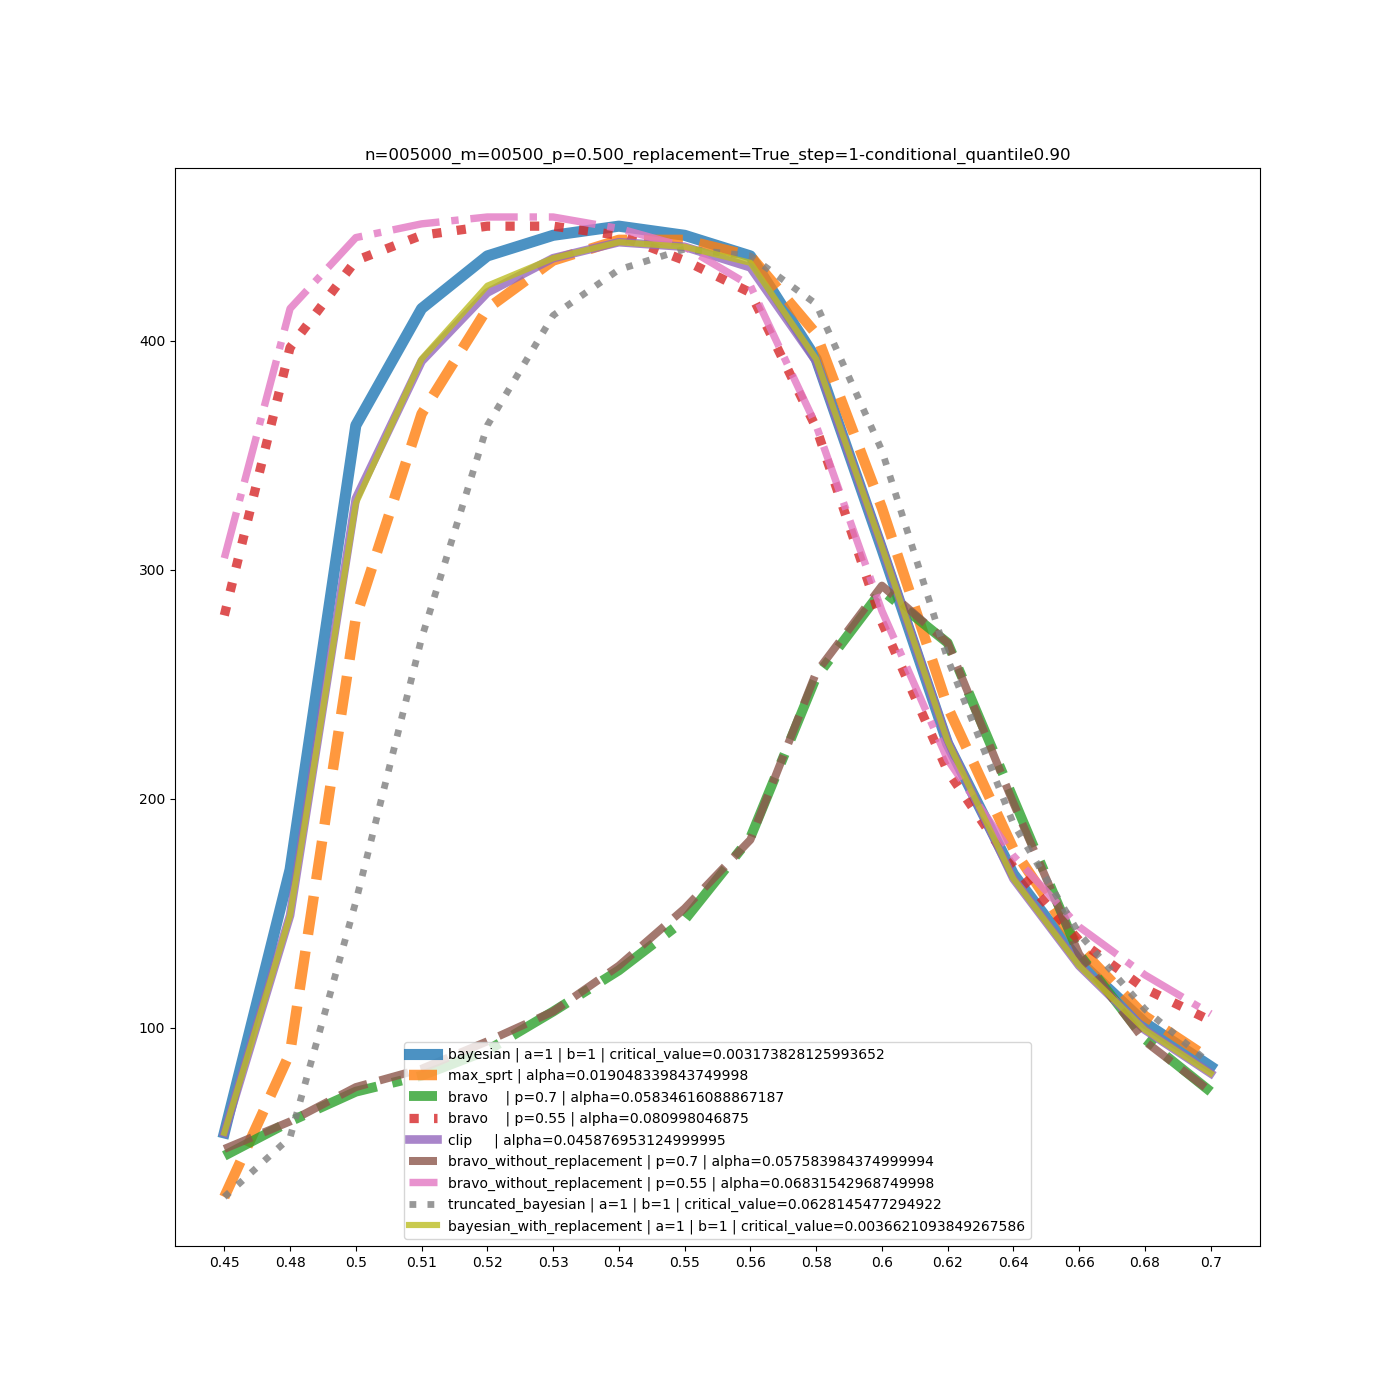 n=005000_m=00500_p=0.500_replacement=True_step=1-conditional_quantile0.90
400
300
200
100
bayesian | a=1 | b=1 | critical_value=0.003173828125993652
max_sprt | alpha=0.019048339843749998
bravo | p=0.7 | alpha=0.05834616088867187
bravo | p=0.55 | alpha=0.080998046875
clip | alpha=0.045876953124999995
bravo_without_replacement | p=0.7 | alpha=0.057583984374999994
bravo_without_replacement | p=0.55 | alpha=0.06831542968749998
truncated_bayesian | a=1 | b=1 | critical_value=0.0628145477294922
bayesian_with_replacement | a=1 | b=1 | critical_value=0.0036621093849267586
0.45 0.48 0.5 0.51 0.52 0.53 0.54 0.55 0.56 0.58 0.6 0.62 0.64 0.66 0.68 0.7